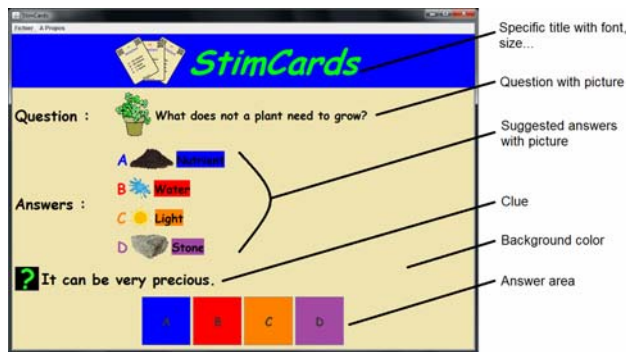 StimCards
Fichier A Propos
StimCards
Question : What does not a plant need to grow?
A Nutrient
B Water
Answers :
C Light
D Stone
? It can be very precious.
A B C D
Specific title with font,
size...
Question with picture
Suggested answers
with picture
Clue
Background color
Answer area